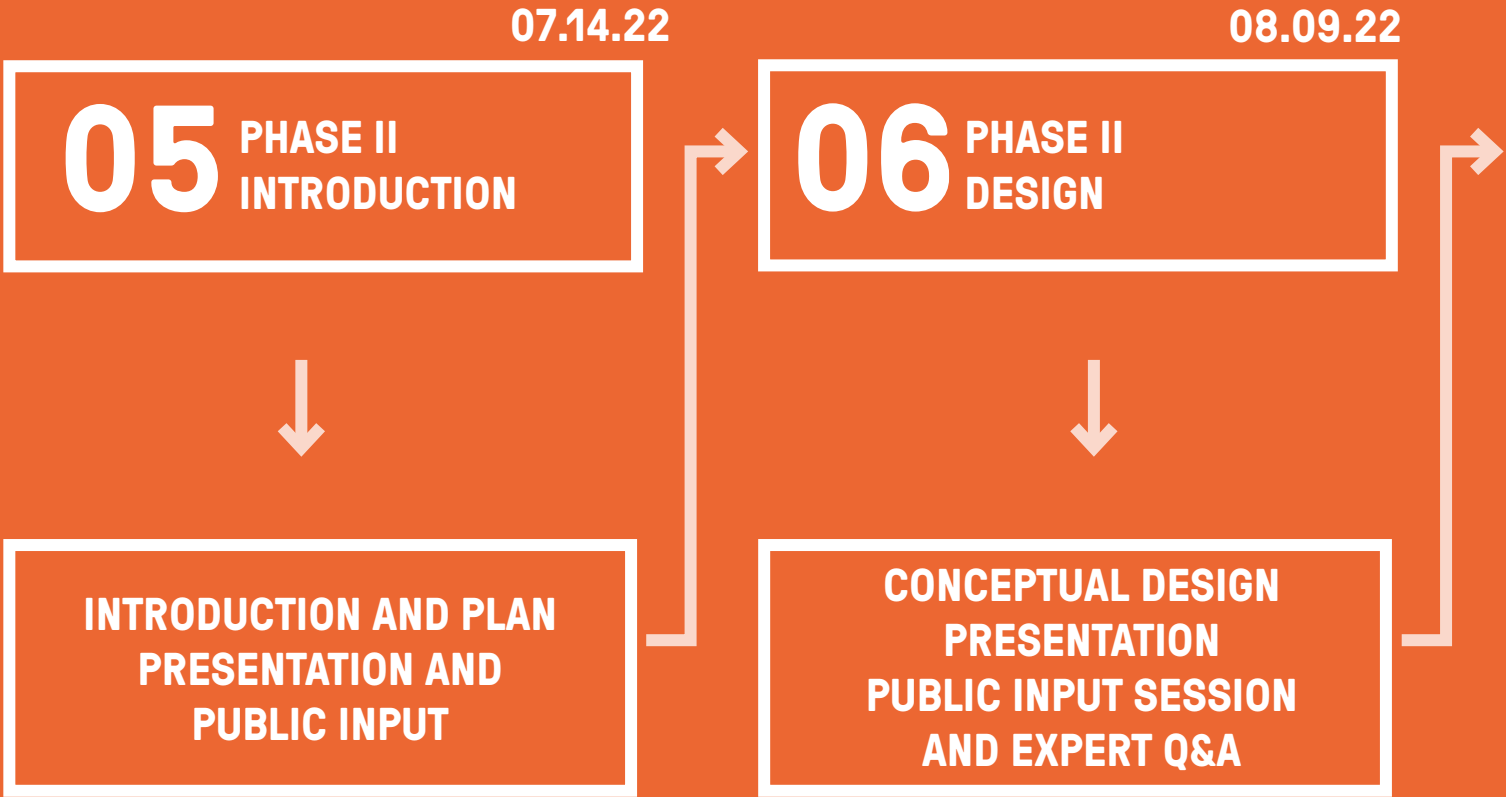 07.14.22
05 PHASE II
INTRODUCTION
INTRODUCTION AND PLAN
PRESENTATION AND
PUBLIC INPUT
08.09.22
06 PHASE II
DESIGN
CONCEPTUAL DESIGN
PRESENTATION
PUBLIC INPUT SESSION
AND EXPERT Q&A